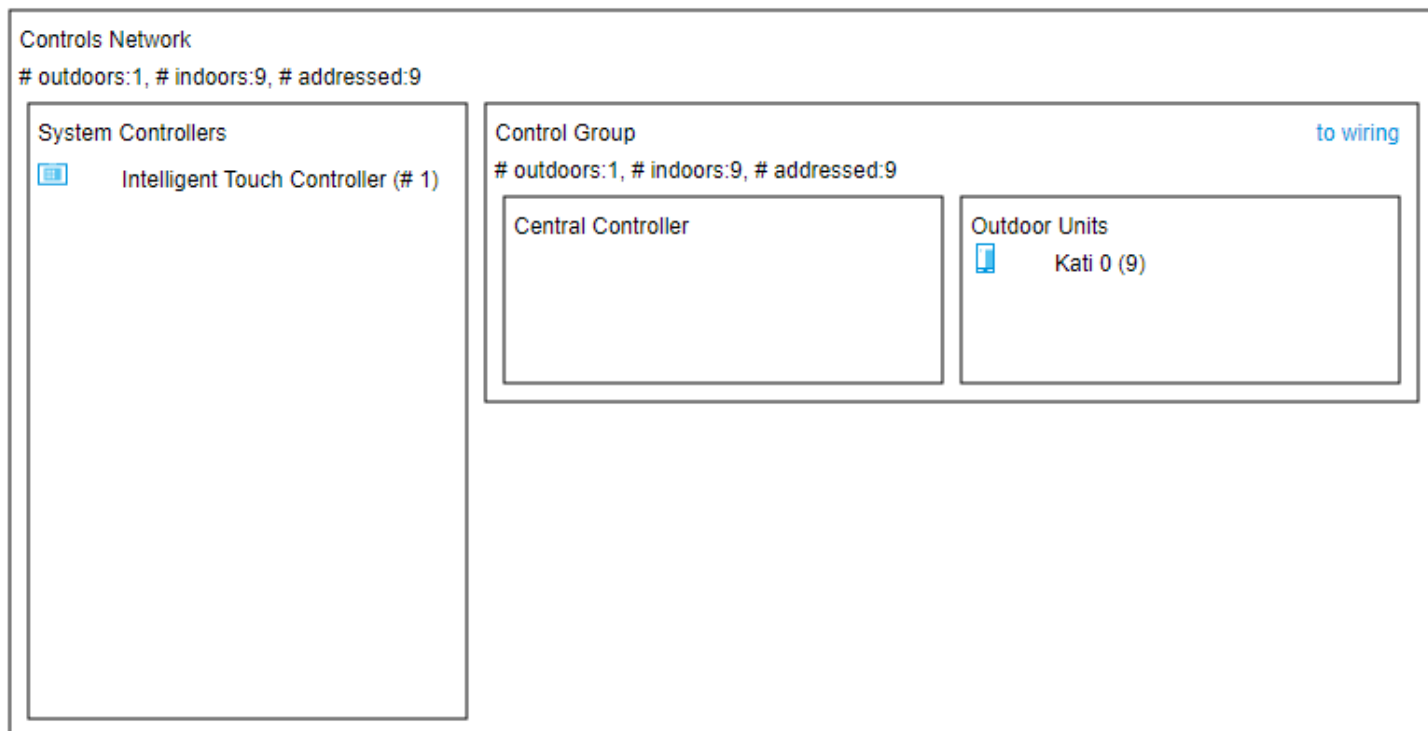 Controls Network
# outdoors:1, # indoors:9, # addressed:9
System Controllers
Intelligent Touch Controller (# 1)
Control Group
to wiring
# outdoors:1, # indoors:9, # addressed:9
Central Controller
Outdoor Units
Kati 0 (9)